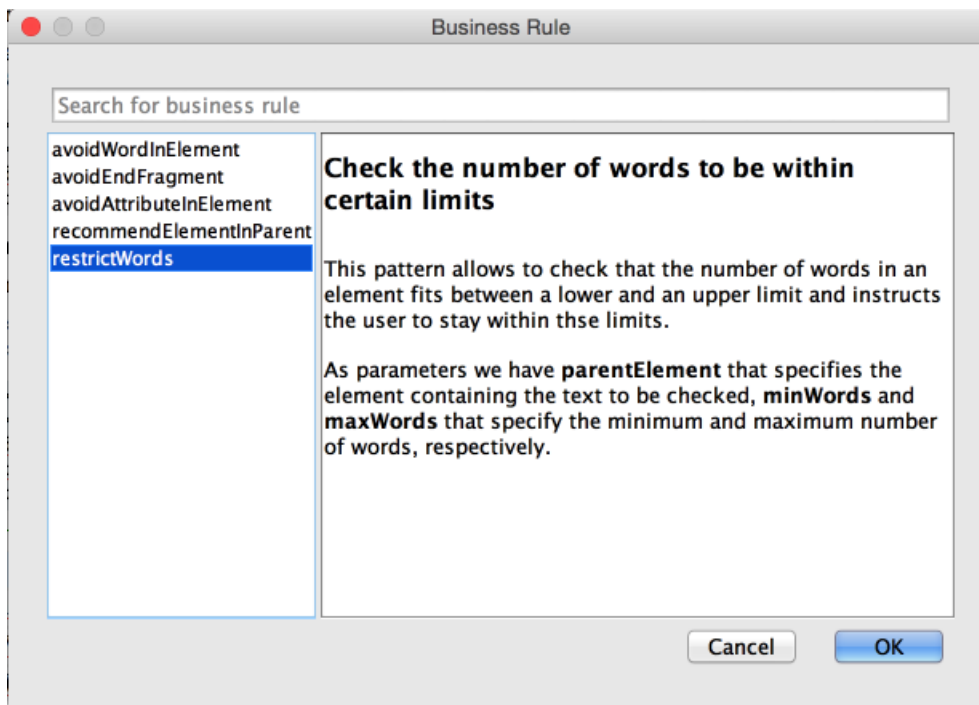 Business Rule
Search for business rule
avoidWordInElement
avoidEndFragment
avoidAttributeInElement
recommendElementInParent
restrictWords
Check the number of words to be within
certain limits
This pattern allows to check that the number of words in an
element fits between a lower and an upper limit and instructs
the user to stay within thse limits.
As parameters we have parentElement that specifies the
element containing the text to be checked, minWords and
maxWords that specify the minimum and maximum number
of words, respectively.
Cancel
OK